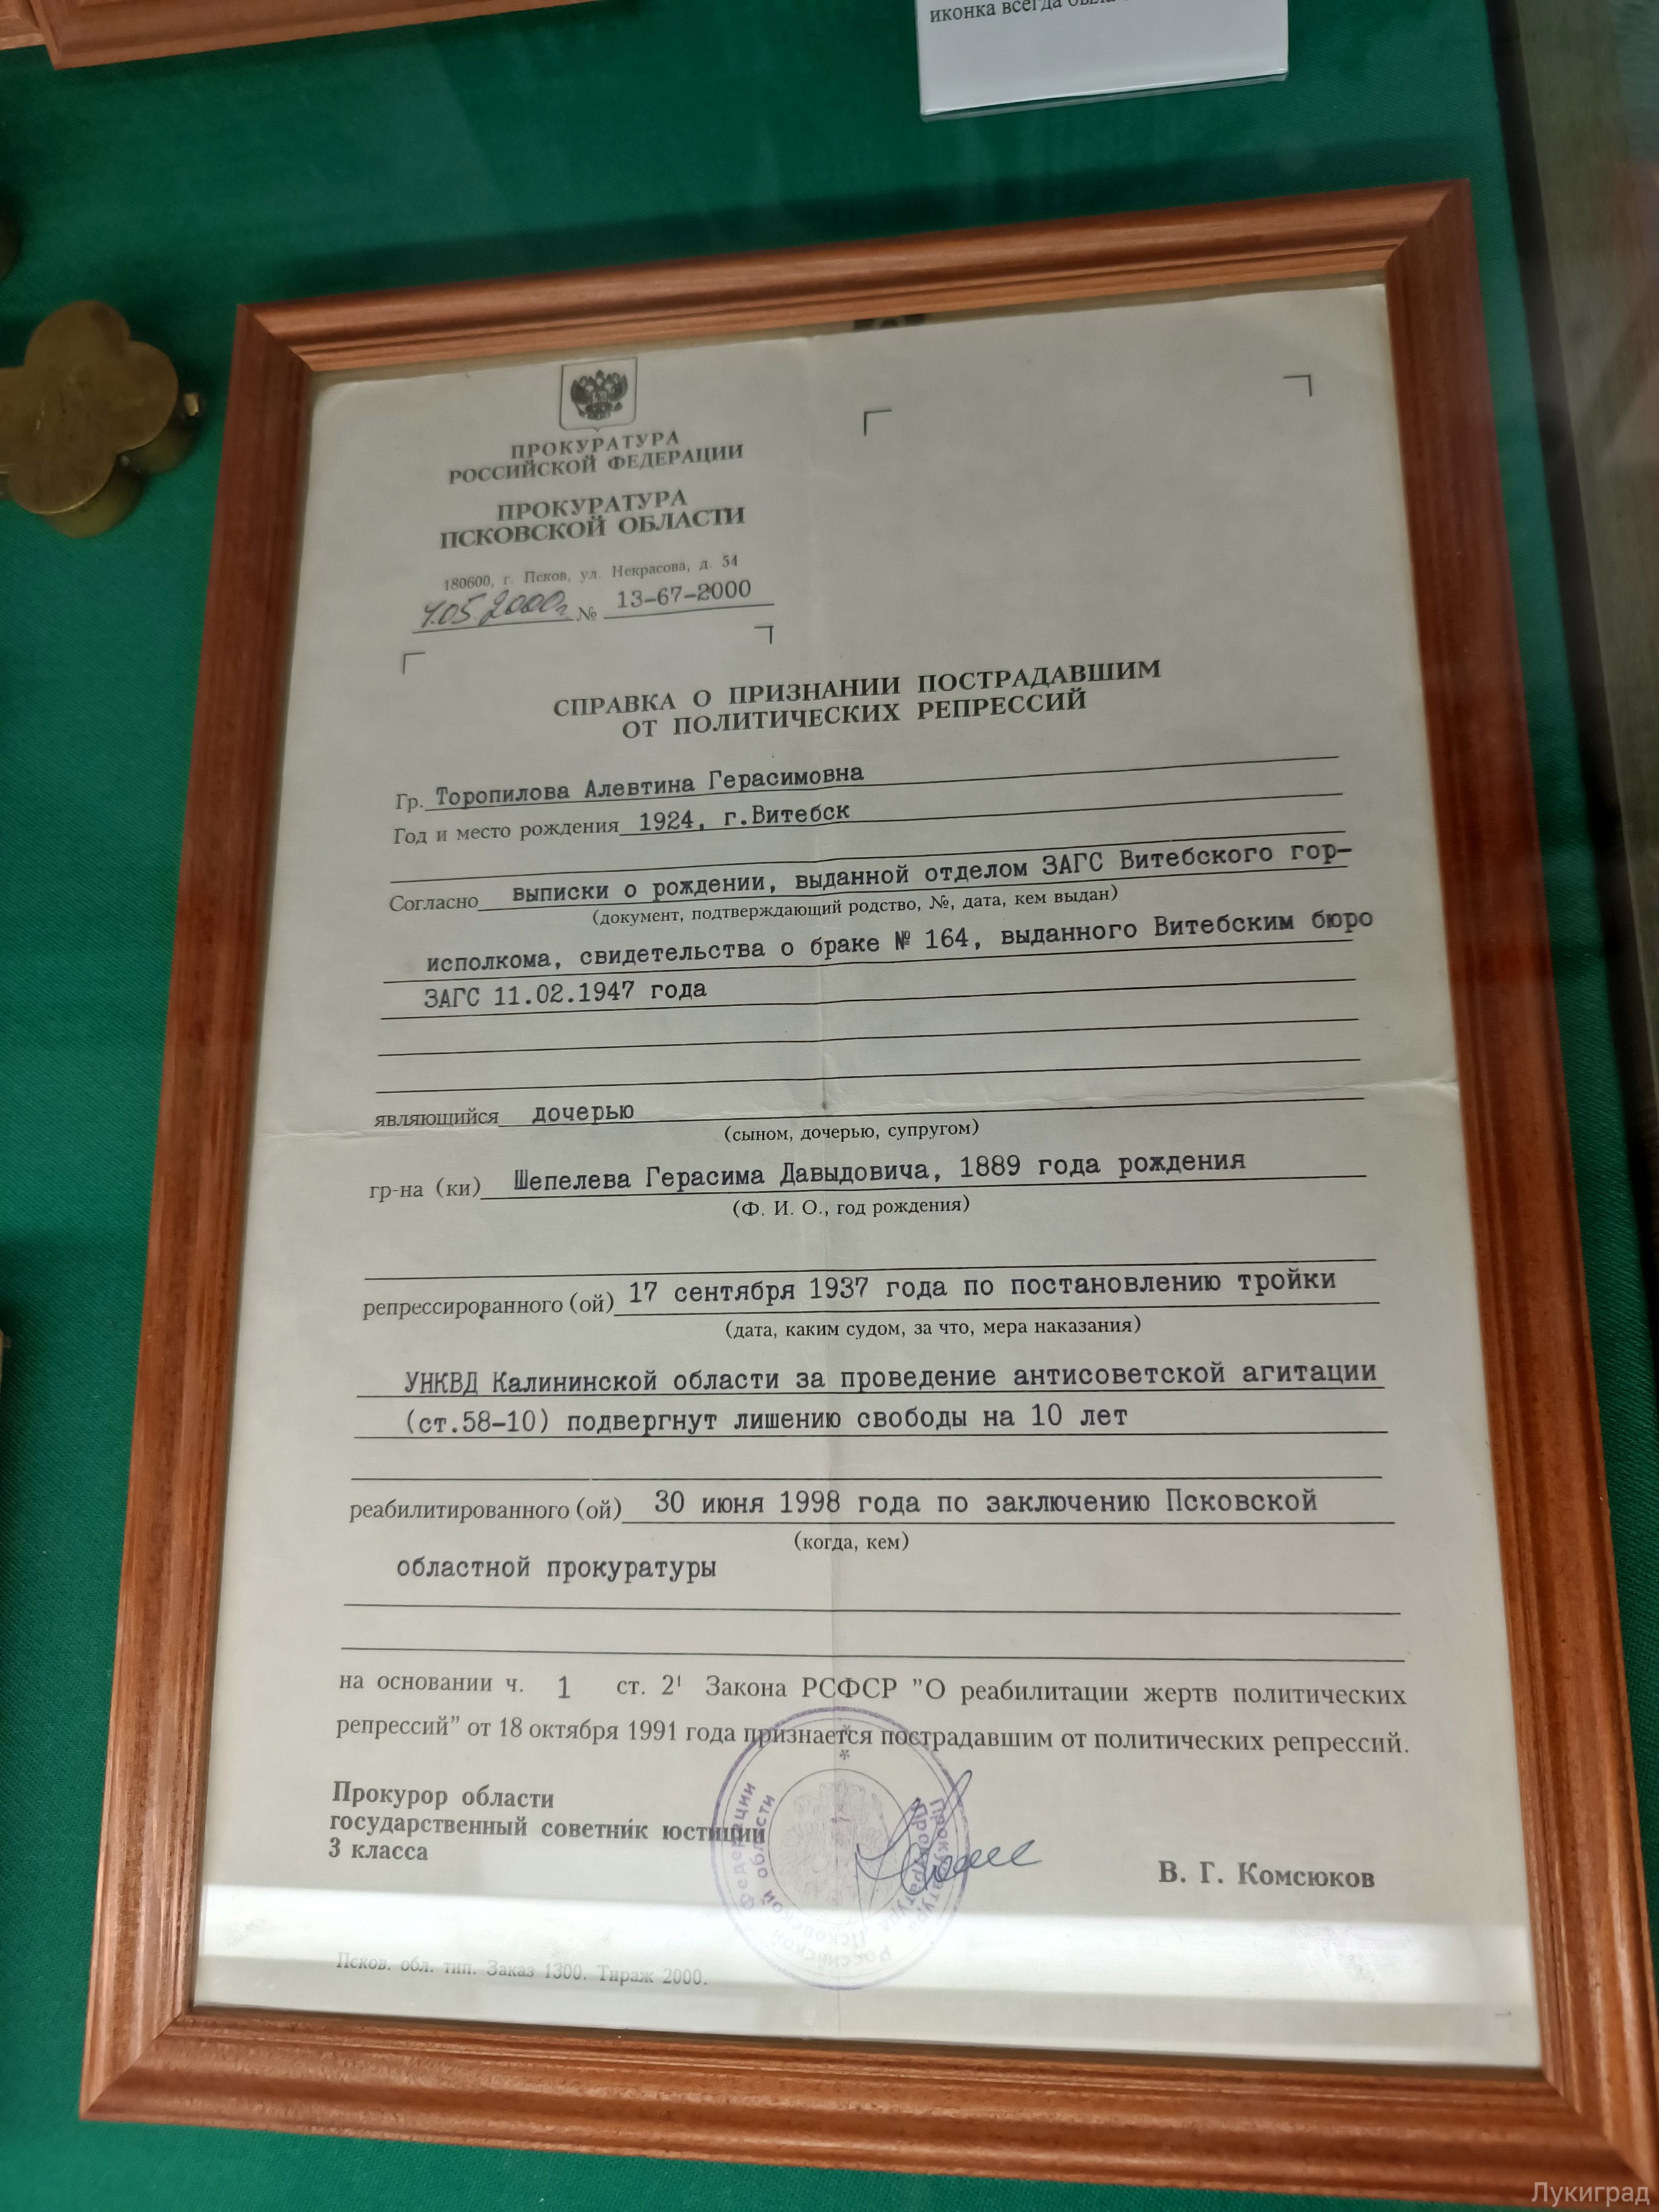 иконка всегда
ПРОКУРАТУРА
РОССИЙСКОЙ ФЕДЕРАЦИИ
ПРОКУРАТУРА
ПСКОВСКОЙ ОБЛАСТИ
180600, г. Псков, ул. Некрасова, д. 54
4.05.2000г. № 13-67-2000
СПРАВКА О ПРИЗНАНИИ ПОСТРАДАВШИМ
ОТ ПОЛИТИЧЕСКИХ РЕПРЕССИЙ
Гр. Торопилова Алевтина Герасимовна
Год и место рождения 1924, г.Витебск
Согласно выписки о рождении, выданной отделом ЗАГС Витебского гор-
(документ, подтверждающий родство, №, дата, кем выдан)
исполкома, свидетельства о браке № 164, выданного Витебским бюро
ЗАГС 11.02.1947 года
являющийся дочерью
(сыном, дочерью, супругом)
гр-на (ки) Шепелева Герасима Давыдовича, 1889 года рождения
(Ф. И. О., год рождения)
репрессированного (ой) 17 сентября 1937 года по постановлению тройки
(дата, каким судом, за что, мера наказания)
УНКВД Калининской области за проведение антисоветской агитации
(ст.58-10) подвергнут лишению свободы на 10 лет
реабилитированного (ой) 30 июня 1998 года по заключению Псковской
(когда, кем)
областной прокуратуры
на основании ч. 1 ст. 2¹ Закона РСФСР "О реабилитации жертв политических
репрессий" от 18 октября 1991 года признается пострадавшим от политических репрессий.
Прокурор области
государственный советник юстиции
3 класса
В. Г. Комсюков
Прокуратура Российской Федерации
Прокуратура Псковской области
Псков. обл. тип. Заказ 1300. Тираж 2000.
Лукиград